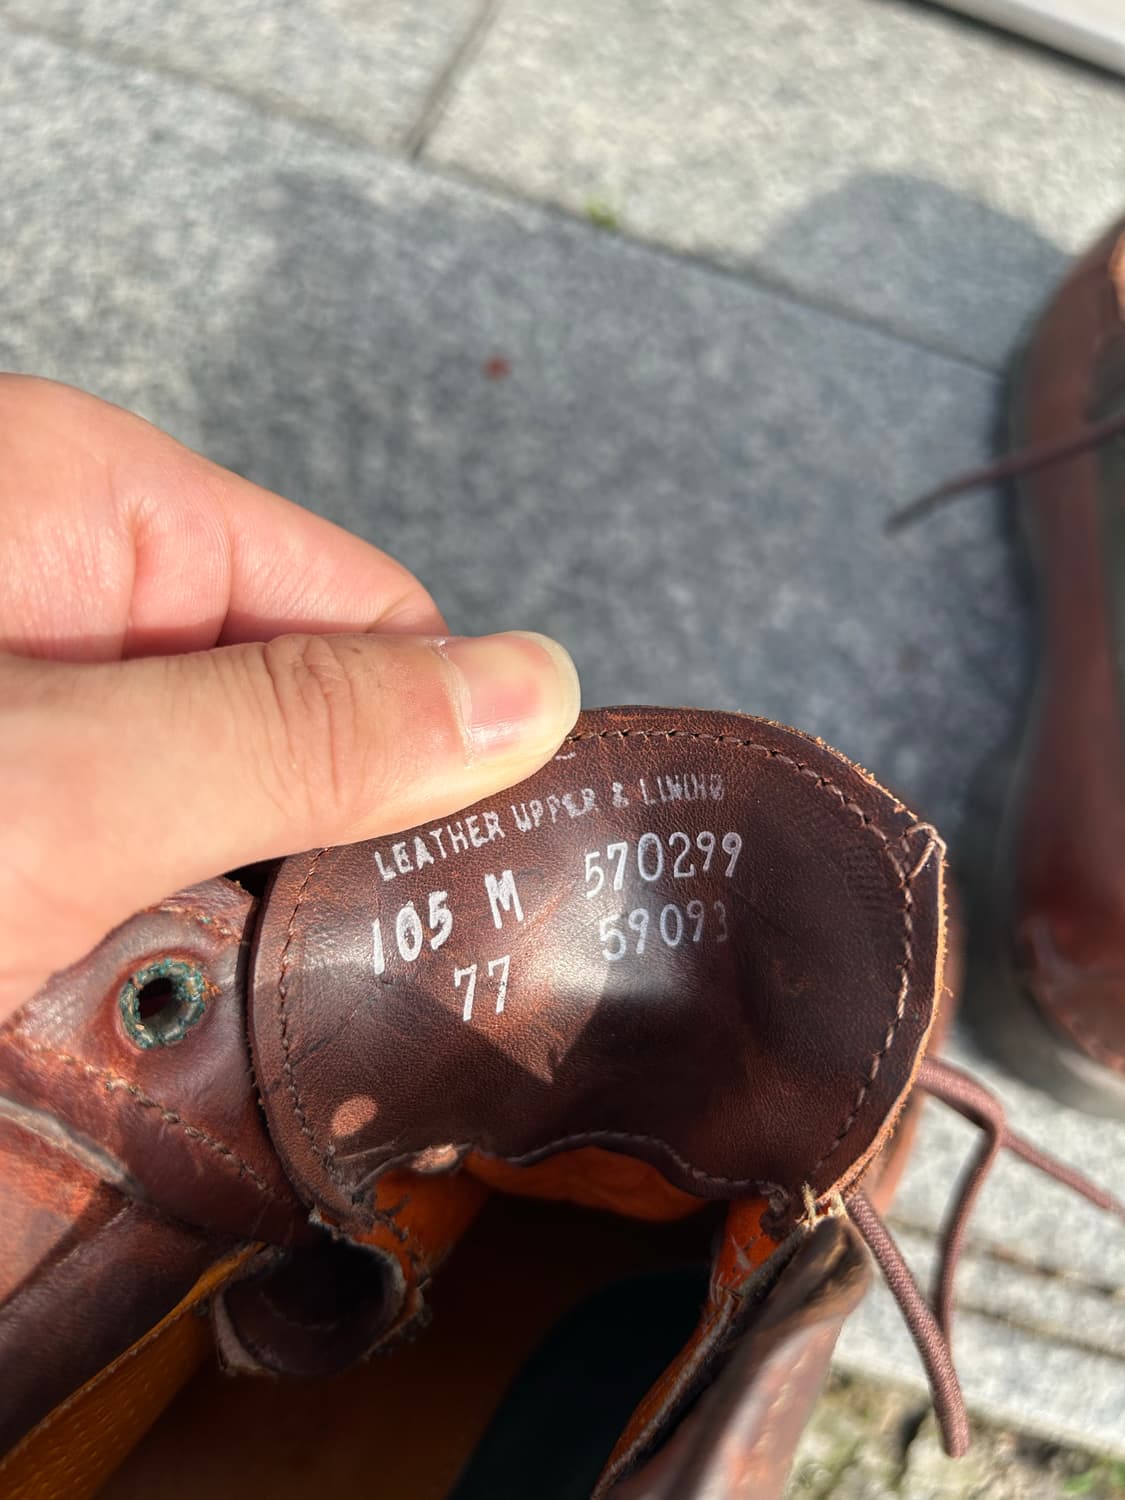 LEATHER UPPER & LINING
105 M 570299
77 59093